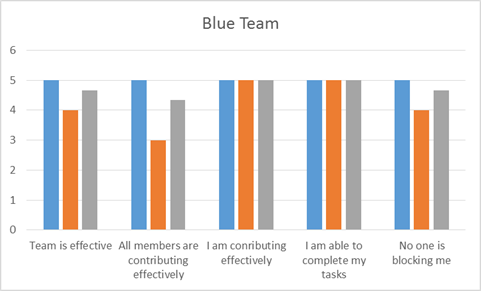 Blue Team
6
5
4
3
2
1
0
Team is effective
All members are
contributing
effectively
I am conributing
effectively
I am able to
complete my
tasks
No one is
blocking me